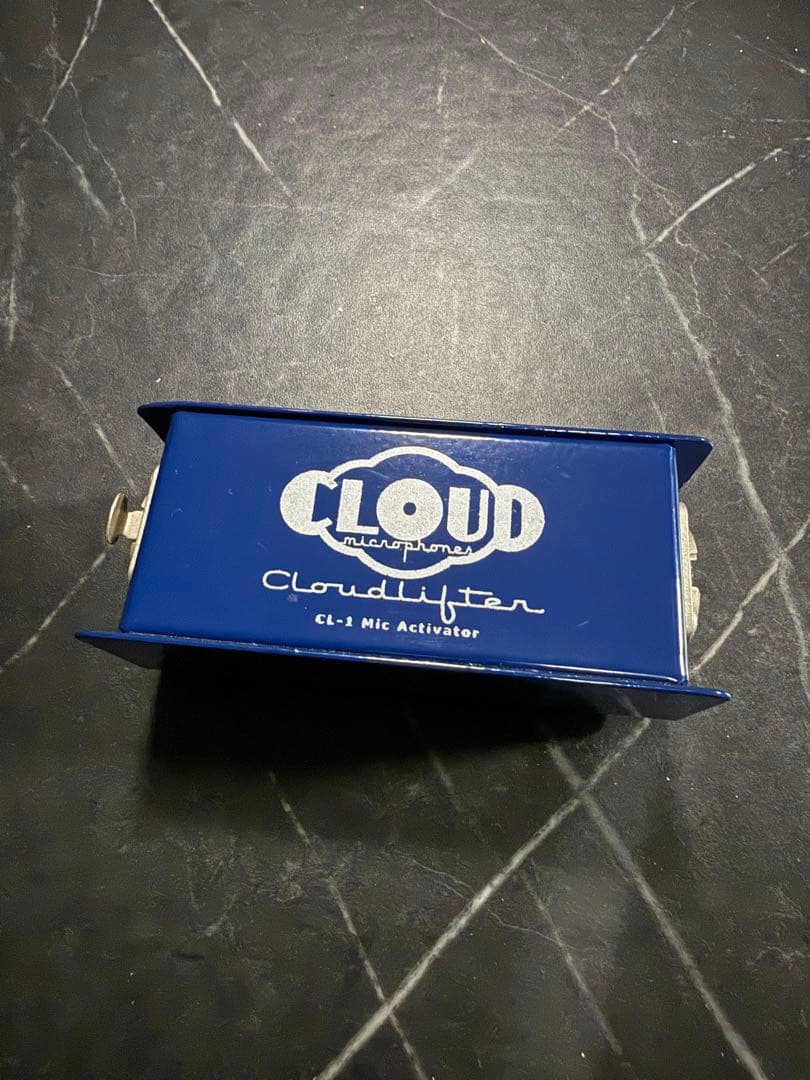 CLOUD
microphones
Cloudlifter
CL-1 Mic Activator